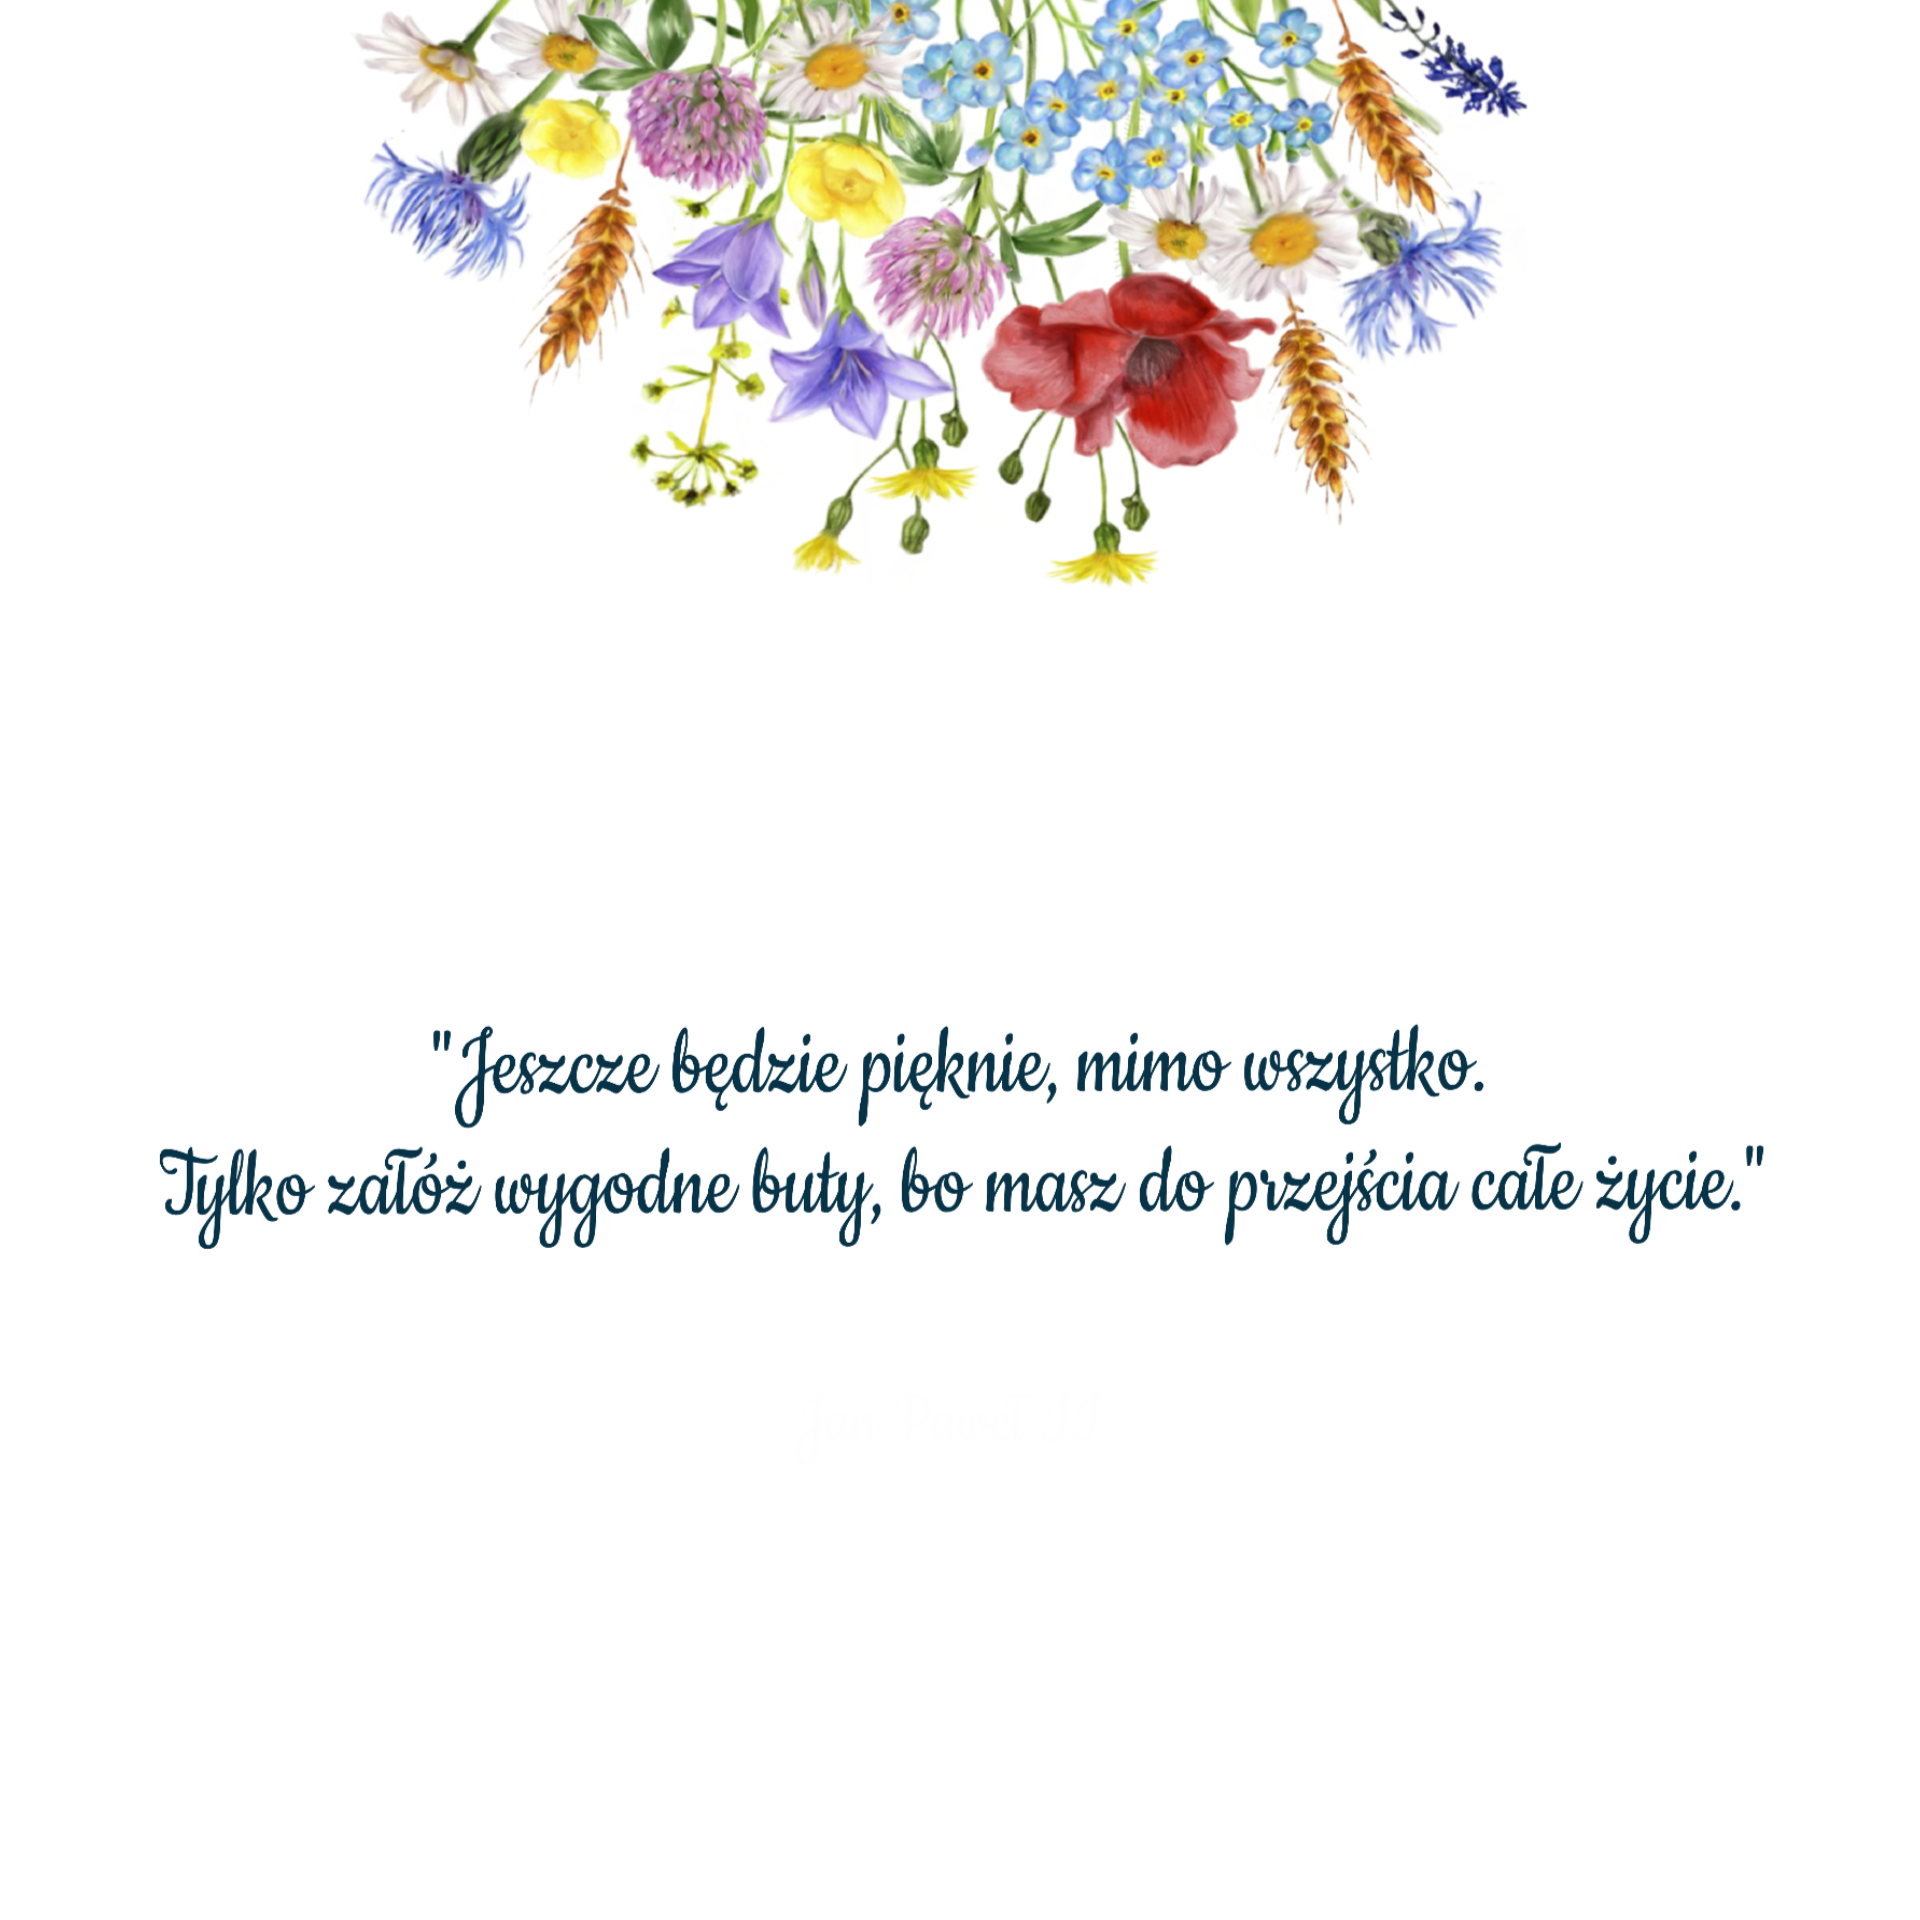 "Jeszcze będzie pięknie, mimo wszystko.
Tylko załóż wygodne buty, bo masz do przejścia całe życie."